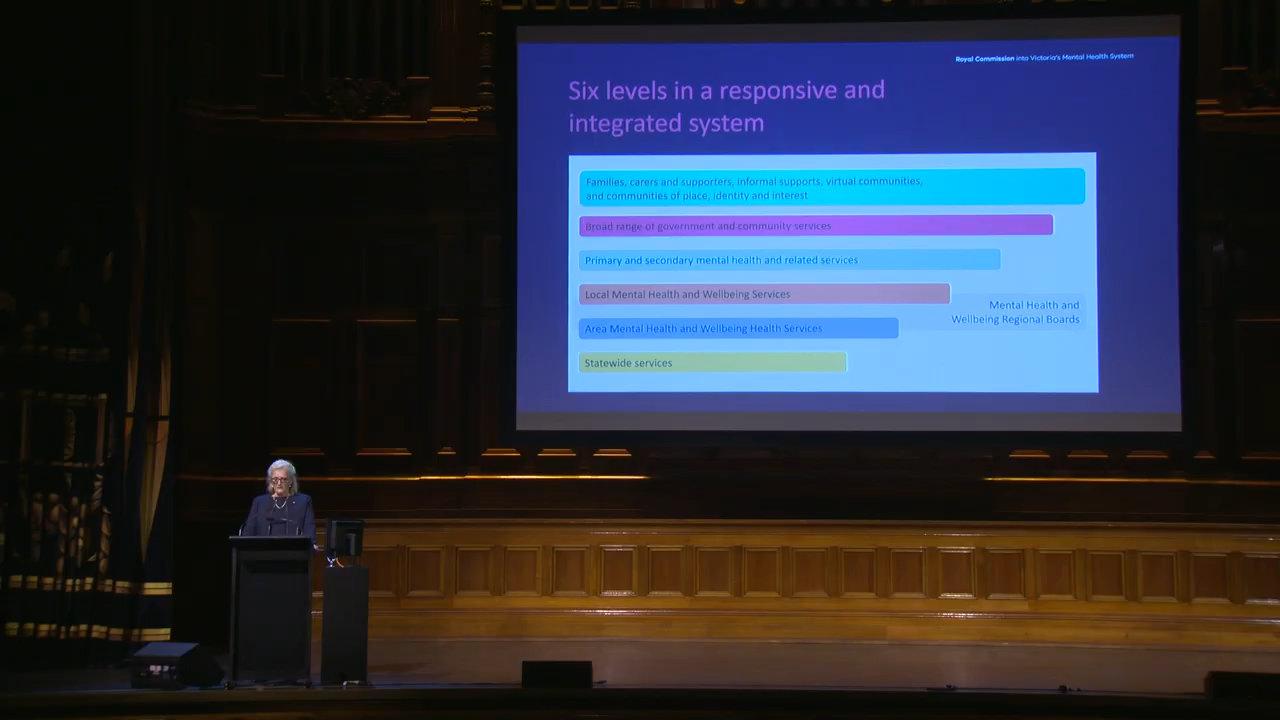 Royal Commission into Victoria's Mental Health System
Six levels in a responsive and
integrated system
Families, carers and supporters, informal supports, virtual communities,
and communities of place, identity and interest
Broad range of government and community services
Primary and secondary mental health and related services
Local Mental Health and Wellbeing Services
Mental Health and
Wellbeing Regional Boards
Area Mental Health and Wellbeing Health Services
Statewide services